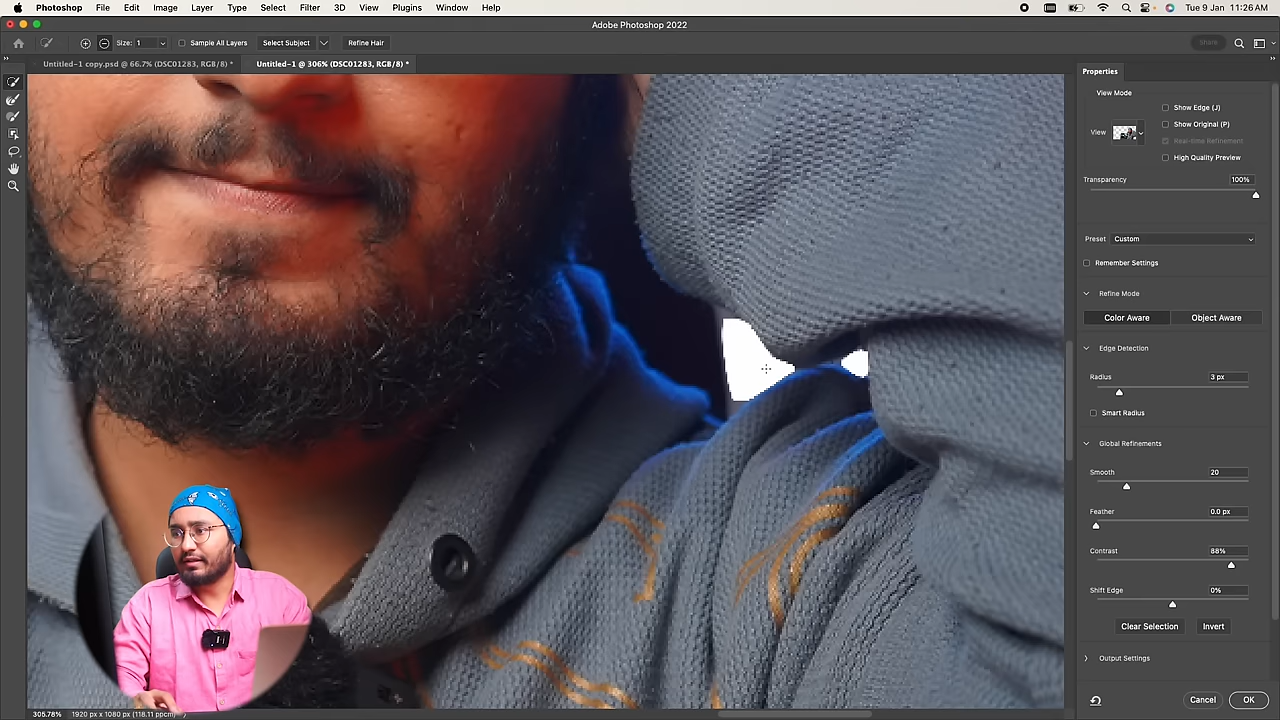 Photoshop File Edit Image Layer Type Select Filter 3D View Plugins Window Help Tue 9 Jan 11:26 AM
Adobe Photoshop 2022
Size: 1 Sample All Layers Select Subject Refine Hair Share
Untitled-1 copy.psd @ 66.7% (DSC01283, RGB/8) * Untitled-1 @ 306% (DSC01283, RGB/8) *
Properties
View Mode
Show Edge (J)
View Show Original (P)
Real-time Refinement
High Quality Preview
Transparency 100%
Preset Custom
Remember Settings
Refine Mode
Color Aware Object Aware
Edge Detection
Radius 3 px
Smart Radius
Global Refinements
Smooth 20
Feather 0.0 px
Contrast 88%
Shift Edge 0%
Clear Selection Invert
Output Settings
Cancel OK
305.78% 1920 px x 1080 px (118.11 ppcm)